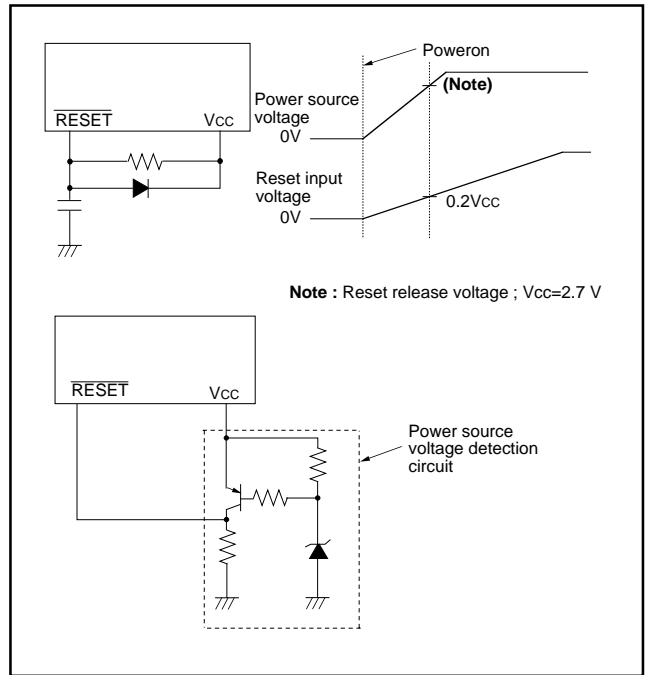 RESET
Vcc
Poweron
(Note)
Power source
voltage
0V
Reset input
voltage
0V
0.2Vcc
Note : Reset release voltage ; Vcc=2.7 V
RESET
Vcc
Power source
voltage detection
circuit